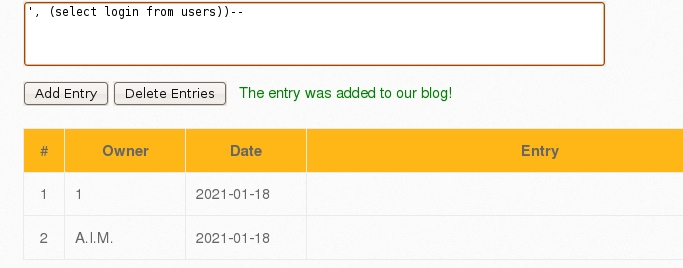 ', (select login from users))--
Add Entry Delete Entries The entry was added to our blog!
# Owner Date Entry
1 1 2021-01-18
2 A.I.M. 2021-01-18